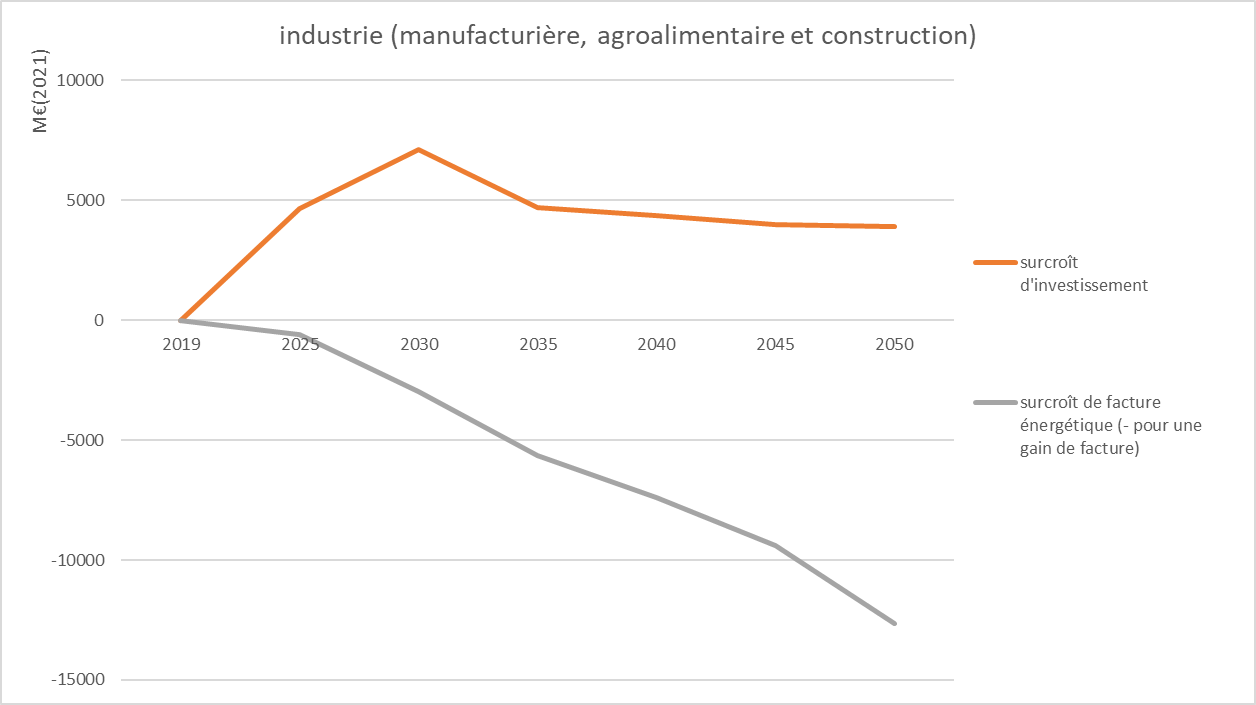 industrie (manufacturière, agroalimentaire et construction)
M€(2021)
10000
5000
0
-5000
-10000
-15000
2019
2025
2030
2035
2040
2045
2050
surcroît
d'investissement
surcroît de facture
énergétique (- pour une
gain de facture)